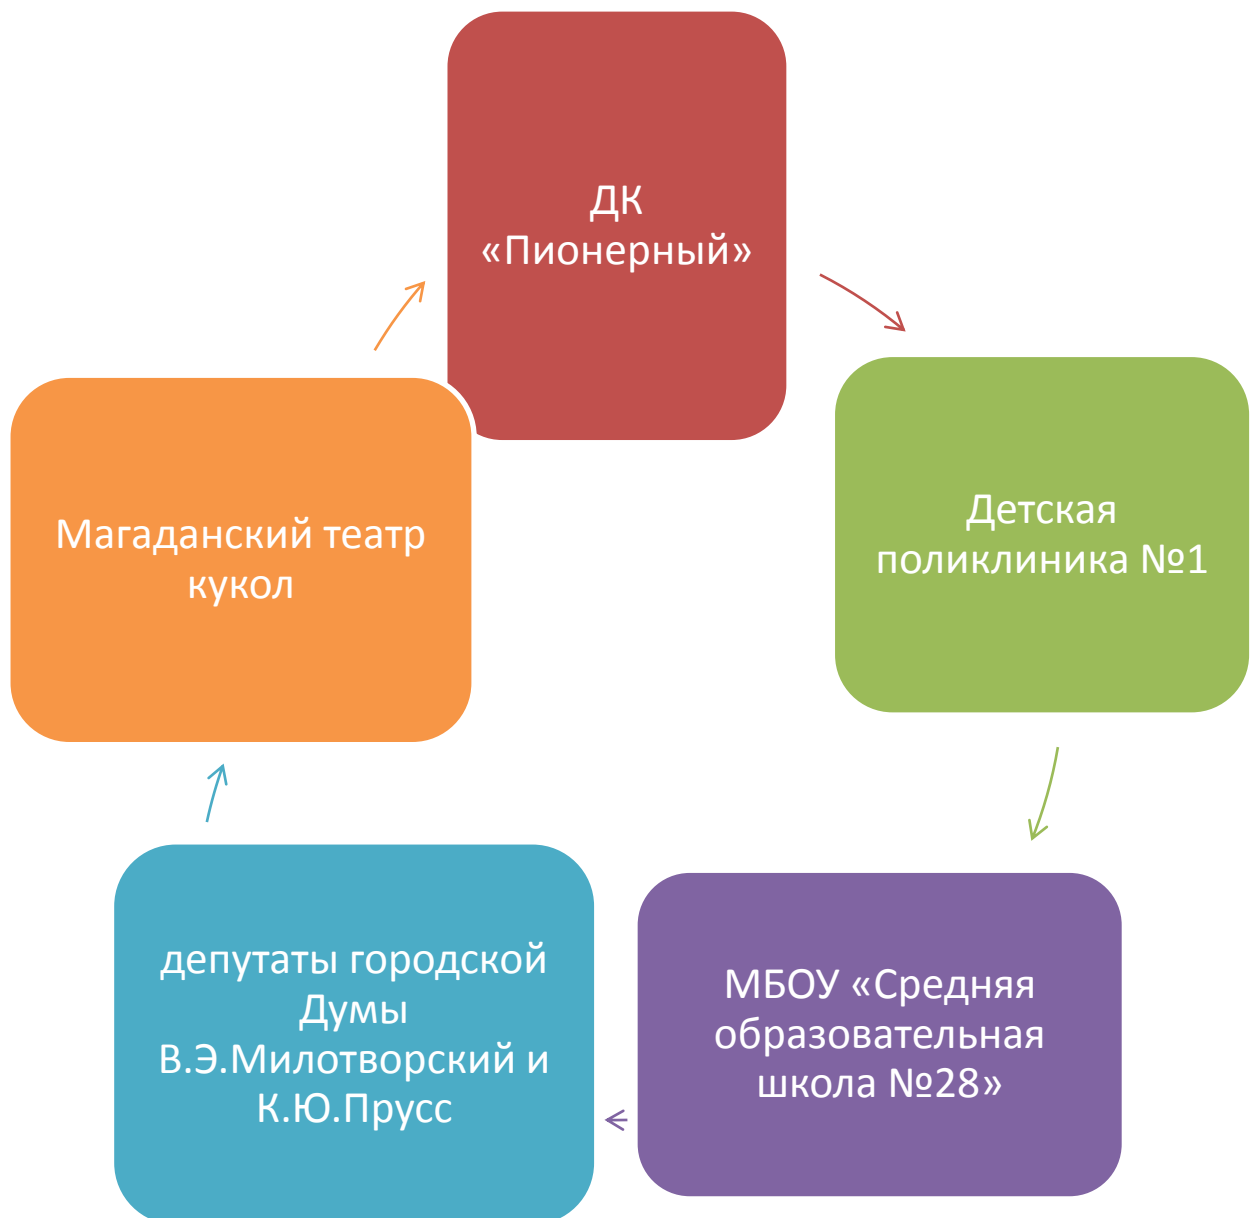 ДК
«Пионерный»
Детская
поликлиника №1
МБОУ «Средняя
образовательная
школа №28»
депутаты городской
Думы
В.Э.Милотворский и
К.Ю.Прусс
Магаданский театр
кукол